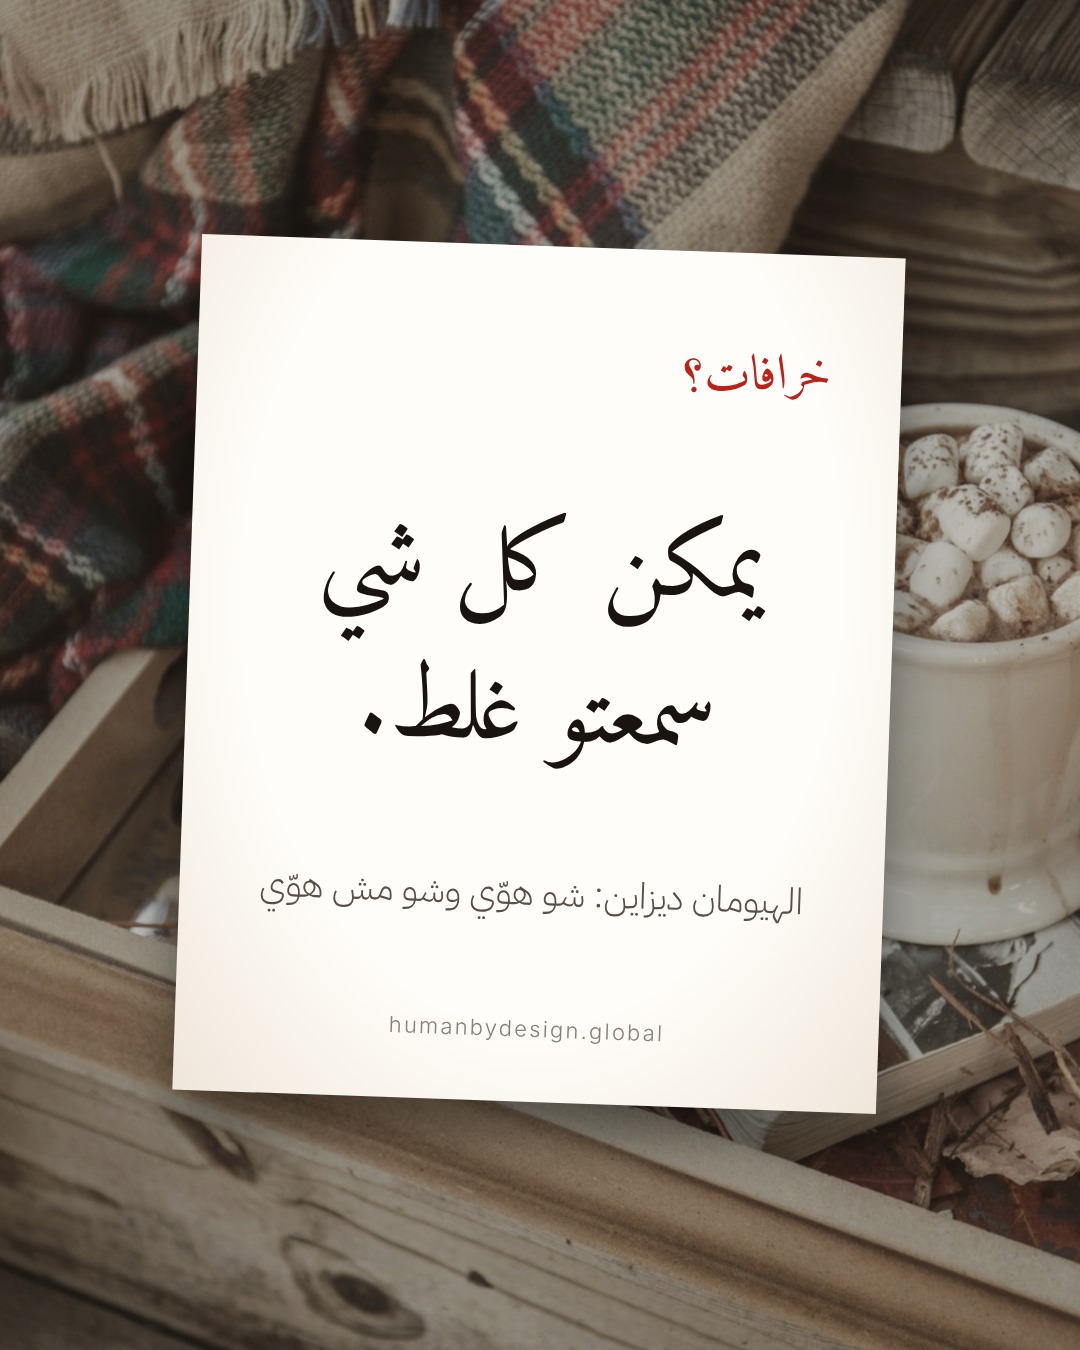 خرافات؟
يمكن كل شي
سمعتو غلط.
الهيومان ديزاين: شو هوّي وشو مش هوّي
humanbydesign.global